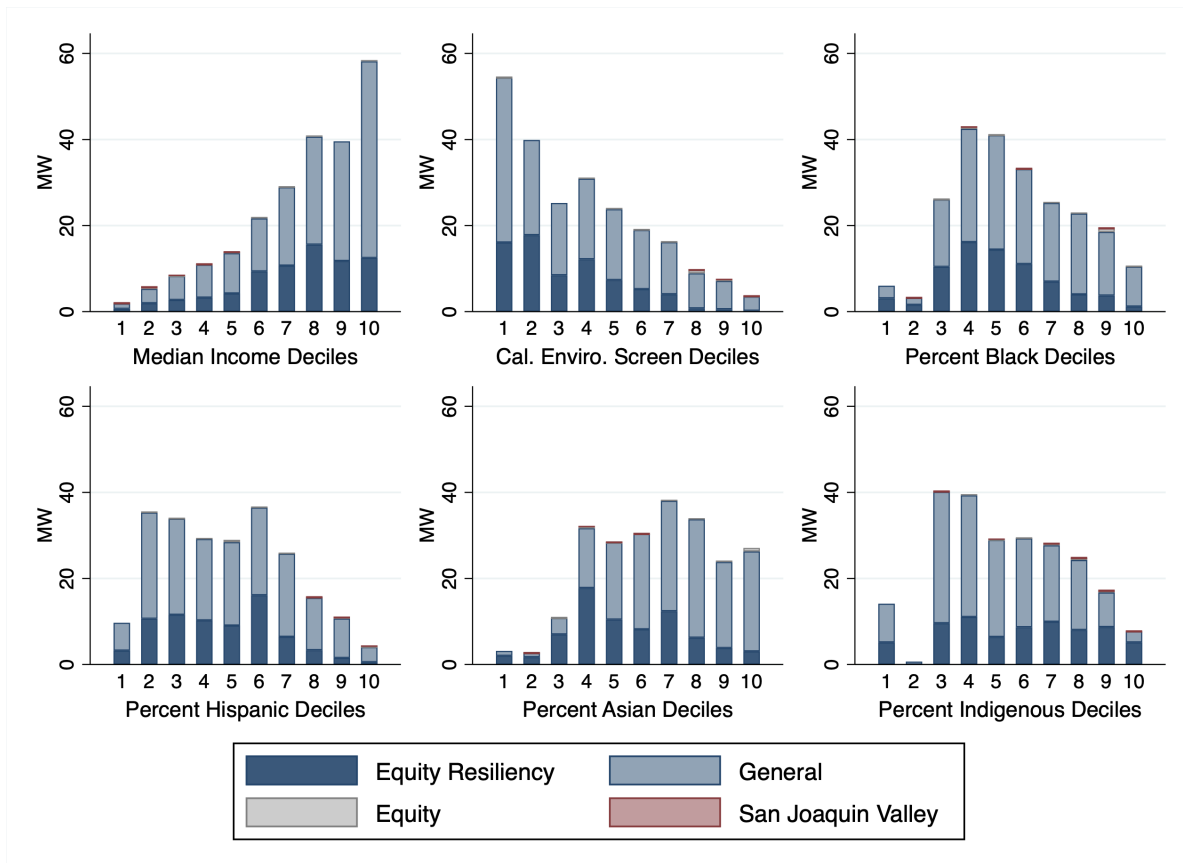 MW
60
40
20
0
1 2 3 4 5 6 7 8 9 10
Median Income Deciles
MW
60
40
20
0
1 2 3 4 5 6 7 8 9 10
Cal. Enviro. Screen Deciles
MW
60
40
20
0
1 2 3 4 5 6 7 8 9 10
Percent Black Deciles
MW
60
40
20
0
1 2 3 4 5 6 7 8 9 10
Percent Hispanic Deciles
MW
60
40
20
0
1 2 3 4 5 6 7 8 9 10
Percent Asian Deciles
MW
60
40
20
0
1 2 3 4 5 6 7 8 9 10
Percent Indigenous Deciles
Equity Resiliency
General
Equity
San Joaquin Valley